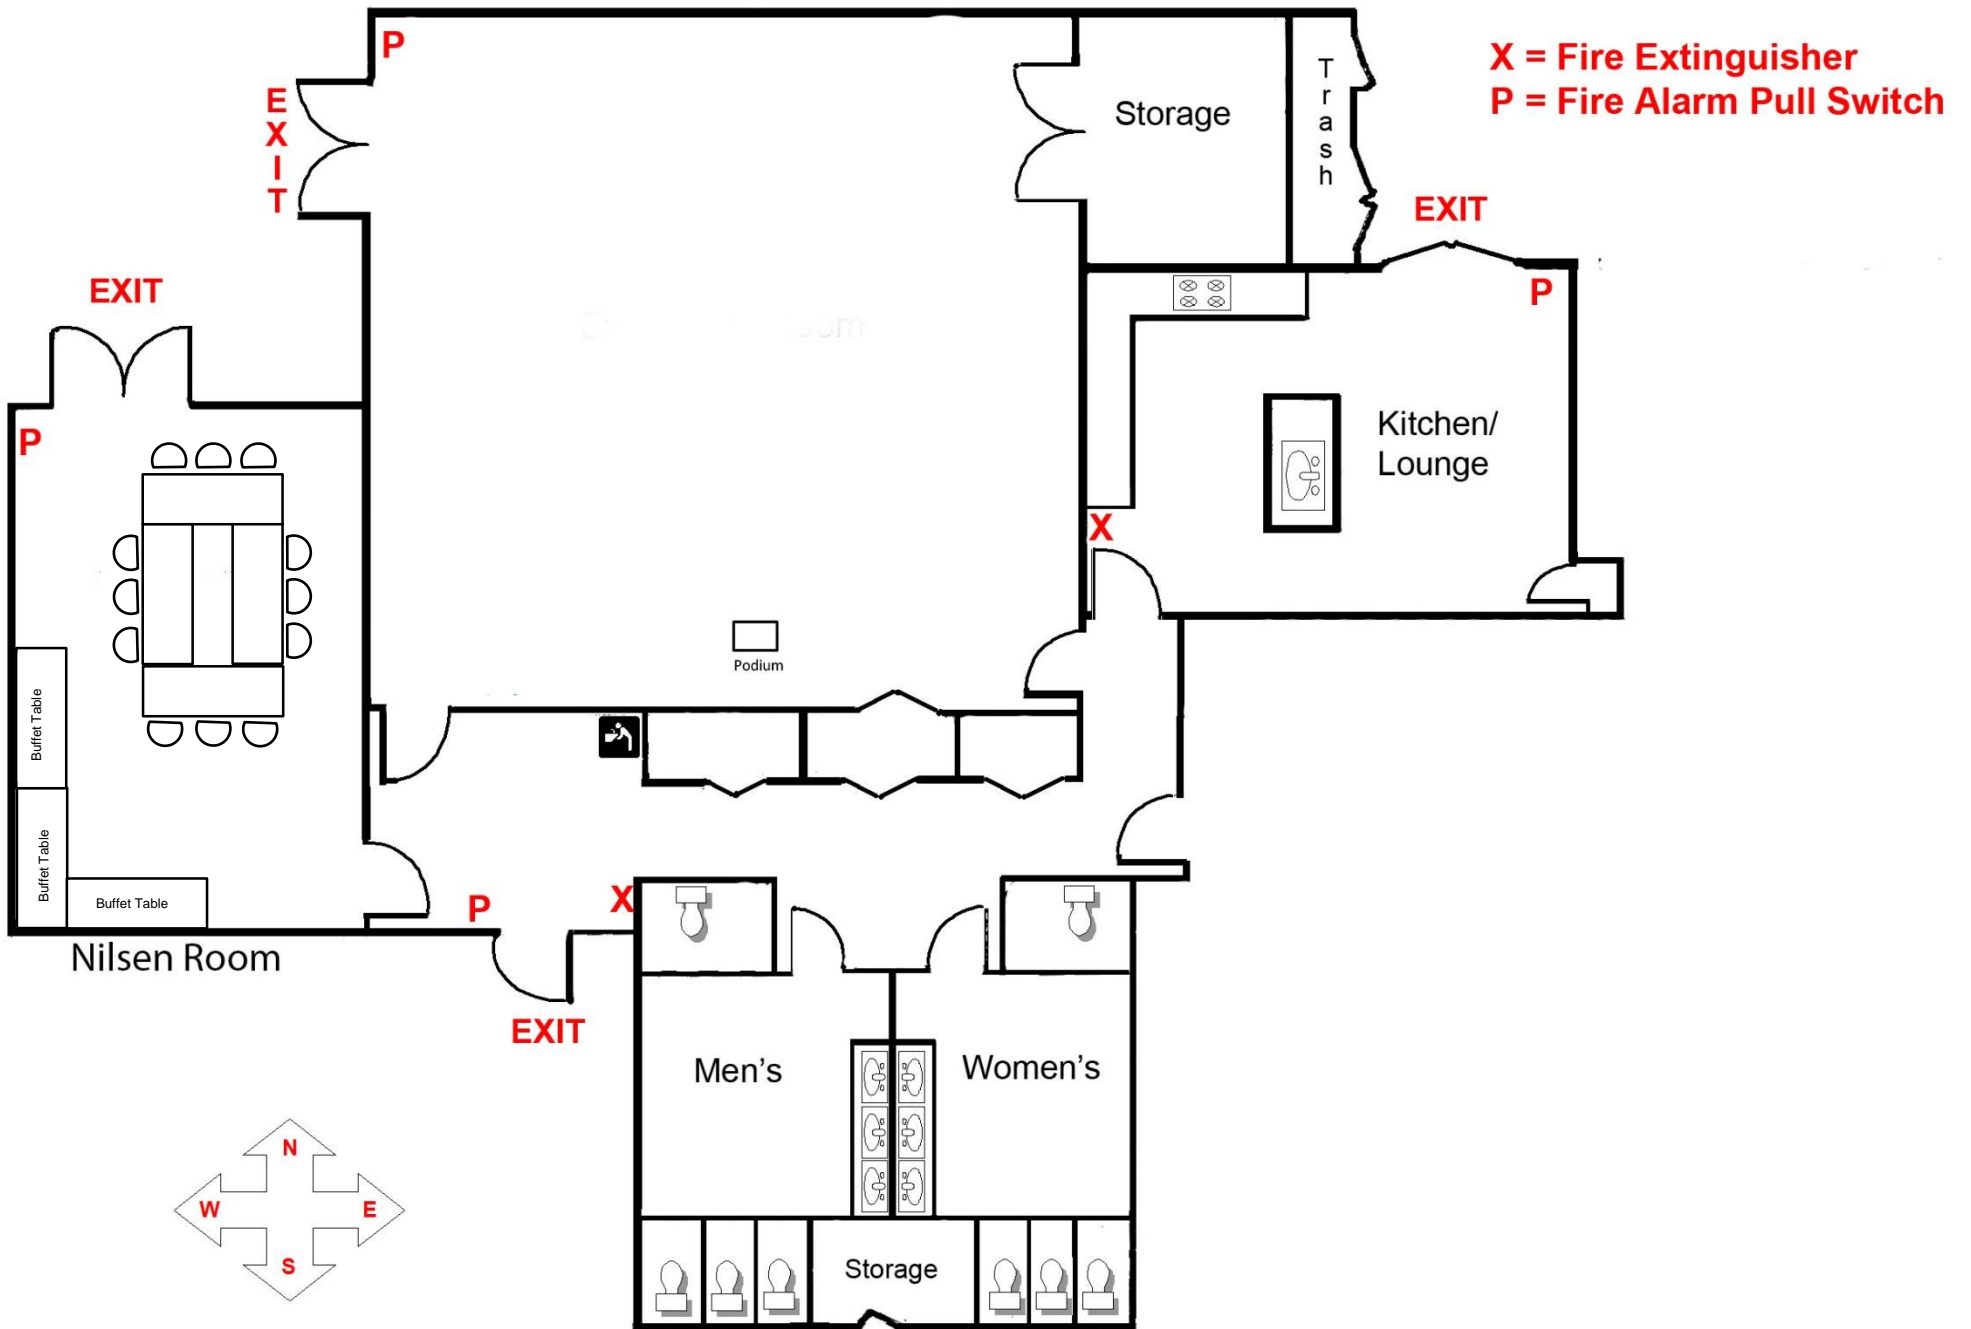 P
X = Fire Extinguisher
P = Fire Alarm Pull Switch
EXIT
Storage
Trash
EXIT
EXIT
P
P
Kitchen/
Lounge
X
Podium
Buffet Table
Buffet Table
Buffet Table
P
X
Nilsen Room
EXIT
Men's
Women's
N
W
E
S
Storage